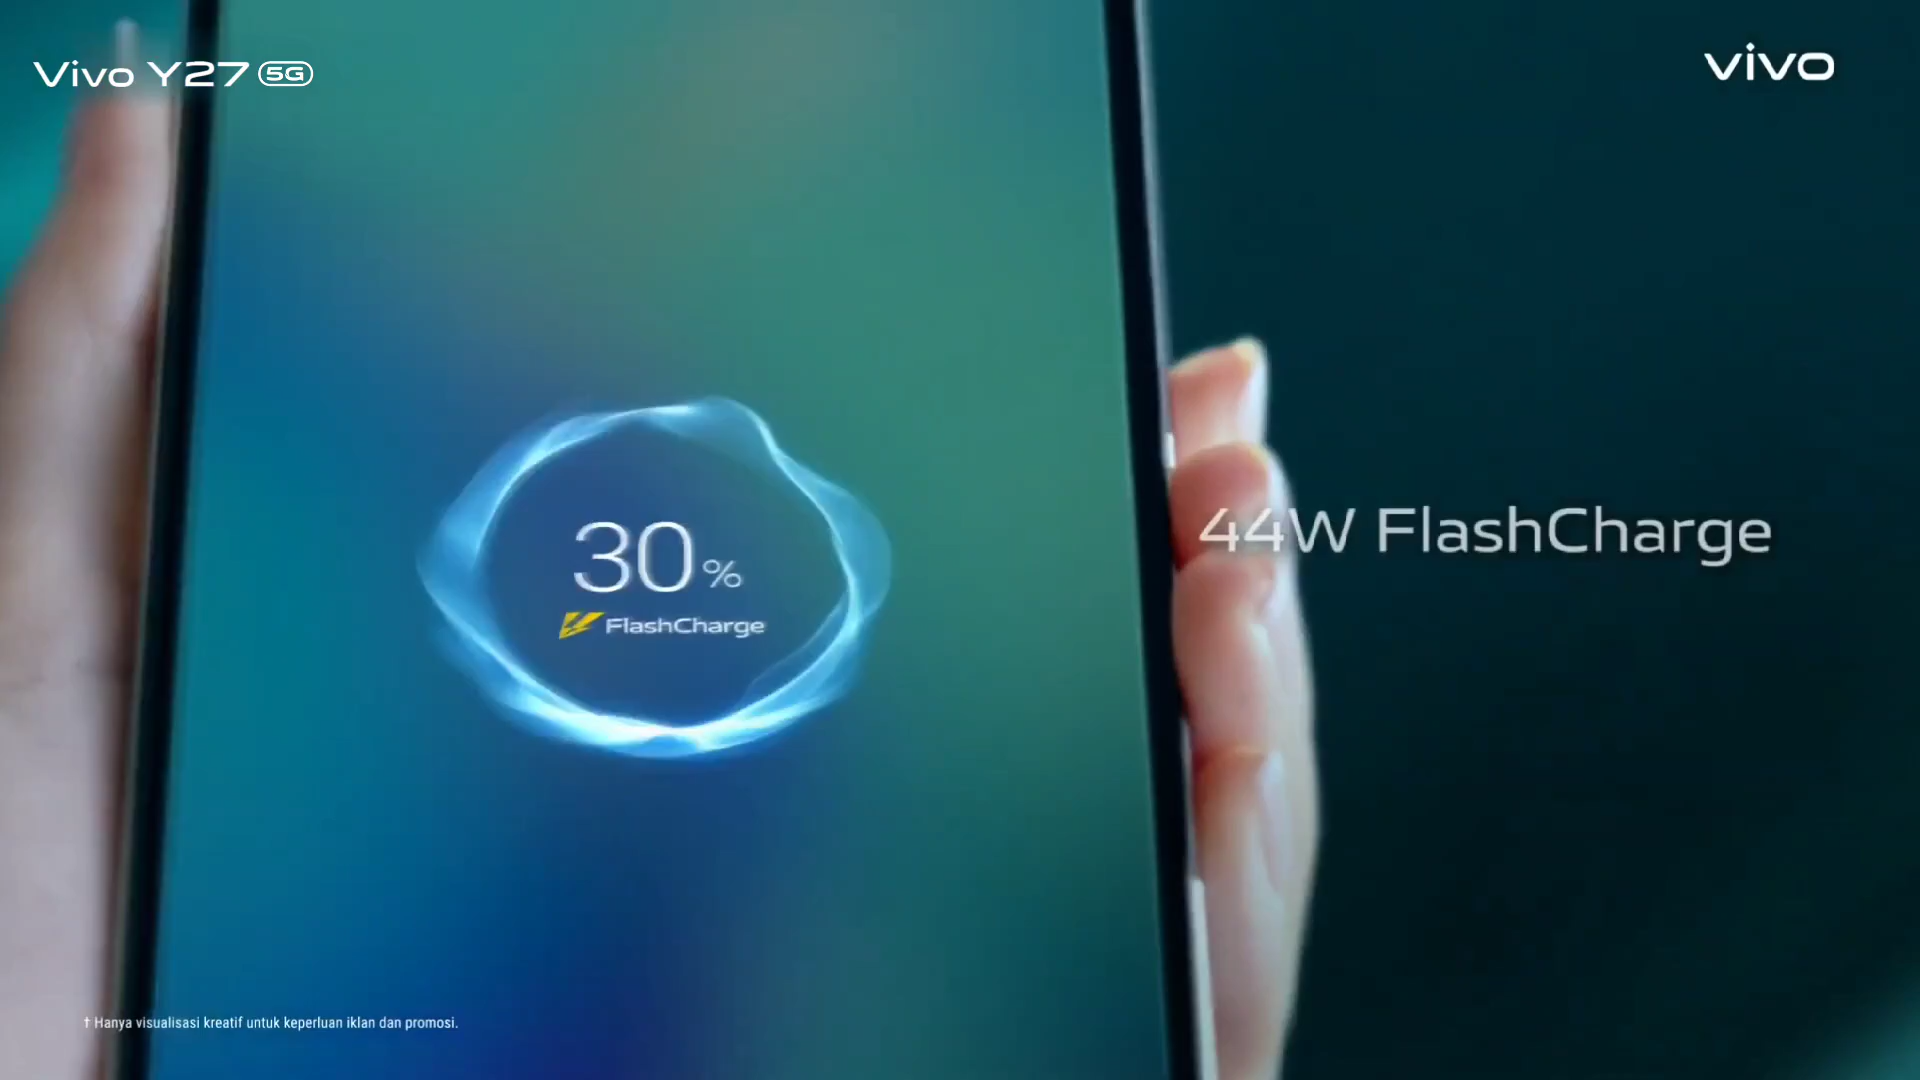 Vivo Y27 5G
vivo
30%
FlashCharge
44W FlashCharge
† Hanya visualisasi kreatif untuk keperluan iklan dan promosi.